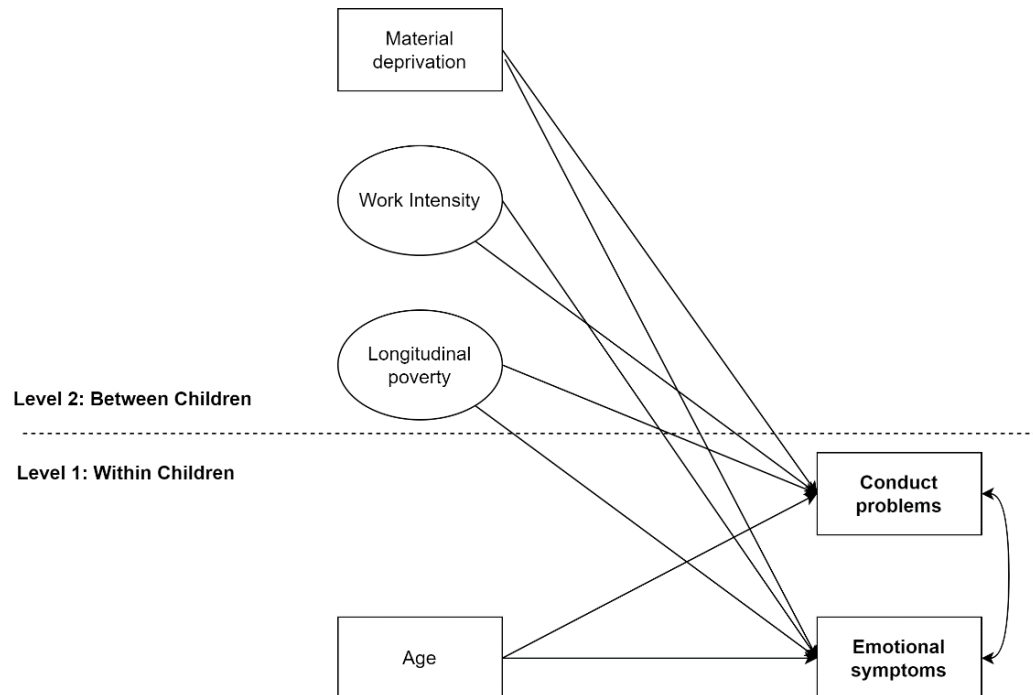 Material
deprivation
Work Intensity
Longitudinal
poverty
Level 2: Between Children
Level 1: Within Children
Conduct
problems
Age
Emotional
symptoms